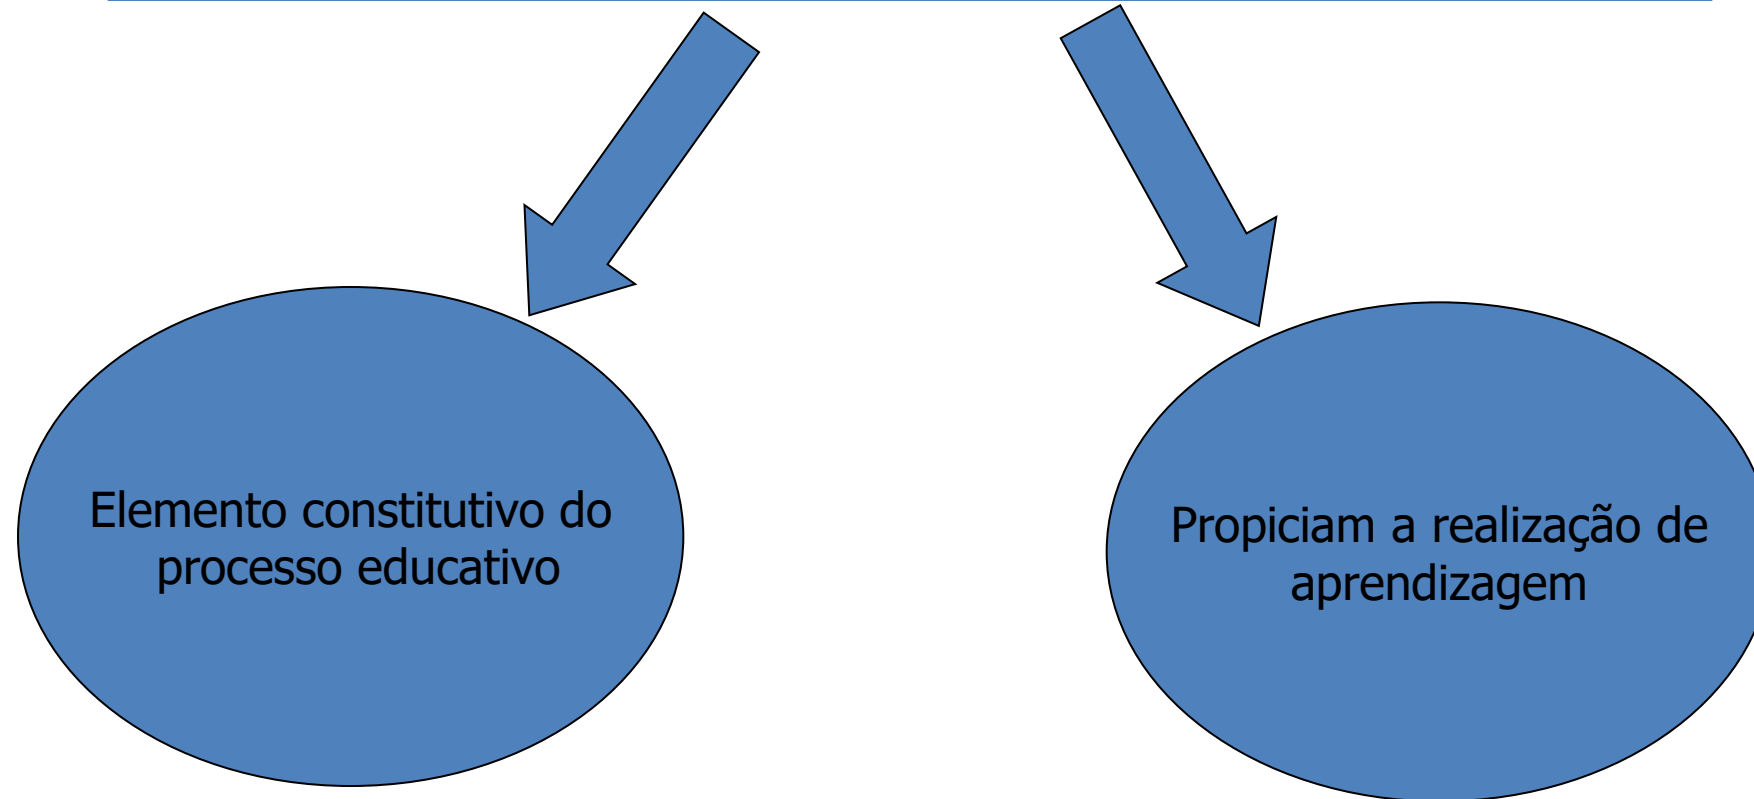 Elemento constitutivo do
processo educativo
Propiciam a realização de
aprendizagem